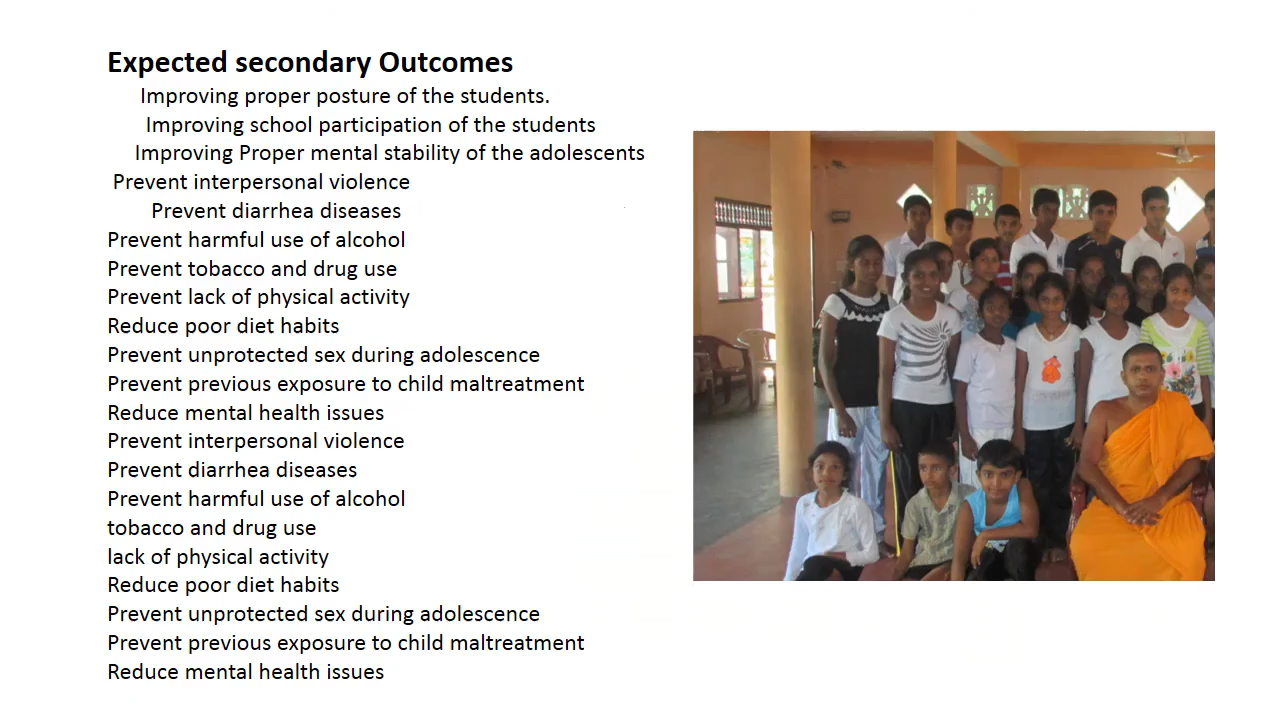 Expected secondary Outcomes
Improving proper posture of the students.
Improving school participation of the students
Improving Proper mental stability of the adolescents
Prevent interpersonal violence
Prevent diarrhea diseases
Prevent harmful use of alcohol
Prevent tobacco and drug use
Prevent lack of physical activity
Reduce poor diet habits
Prevent unprotected sex during adolescence
Prevent previous exposure to child maltreatment
Reduce mental health issues
Prevent interpersonal violence
Prevent diarrhea diseases
Prevent harmful use of alcohol
tobacco and drug use
lack of physical activity
Reduce poor diet habits
Prevent unprotected sex during adolescence
Prevent previous exposure to child maltreatment
Reduce mental health issues